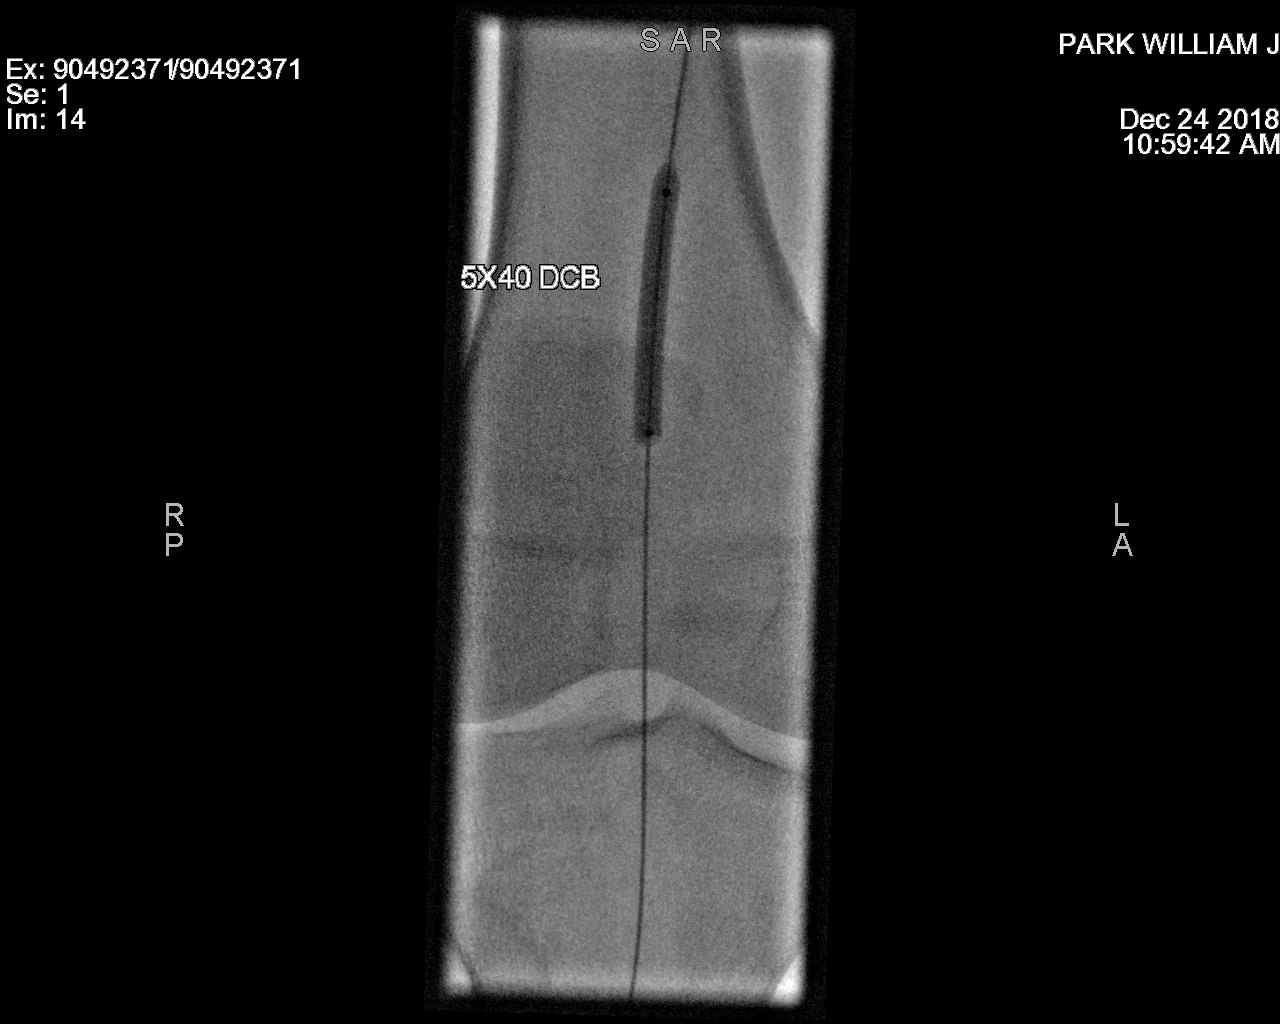 S A R
PARK WILLIAM J
Ex: 90492371/90492371
Se: 1
Im: 14
Dec 24 2018
10:59:42 AM
5X40 DCB
R
P
L
A